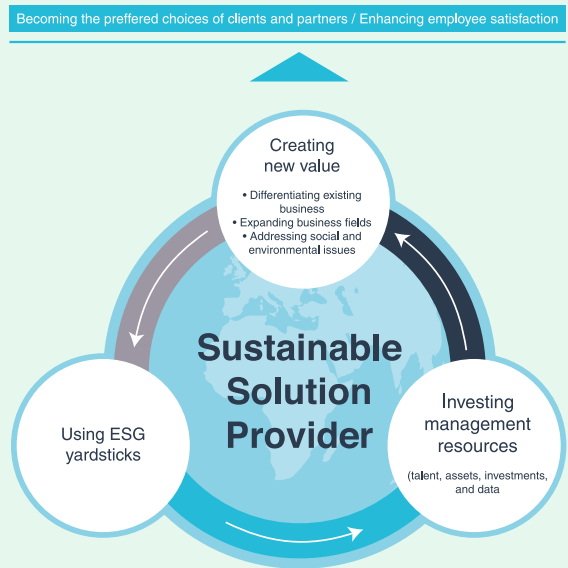 Becoming the preffered choices of clients and partners / Enhancing employee satisfaction
Creating
new value
• Differentiating existing
business
• Expanding business fields
• Addressing social and
environmental issues
Sustainable
Solution
Provider
Using ESG
yardsticks
Investing
management
resources
(talent, assets, investments,
and data